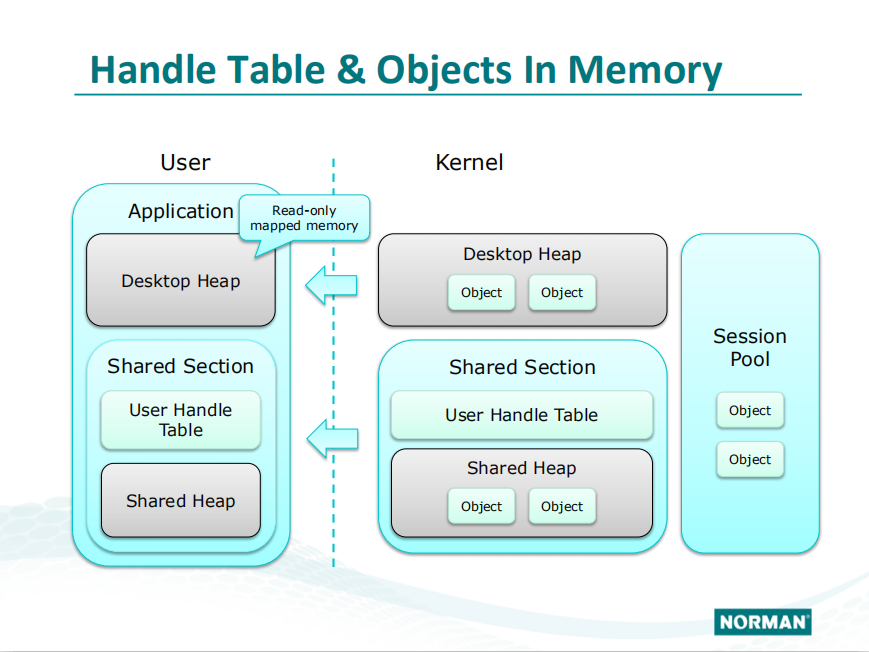 Handle Table & Objects In Memory
User
Kernel
Application
Read-only
mapped memory
Desktop Heap
Desktop Heap
Object
Object
Shared Section
User Handle
Table
Shared Heap
Shared Section
User Handle Table
Shared Heap
Object
Object
Session
Pool
Object
Object
NORMAN®